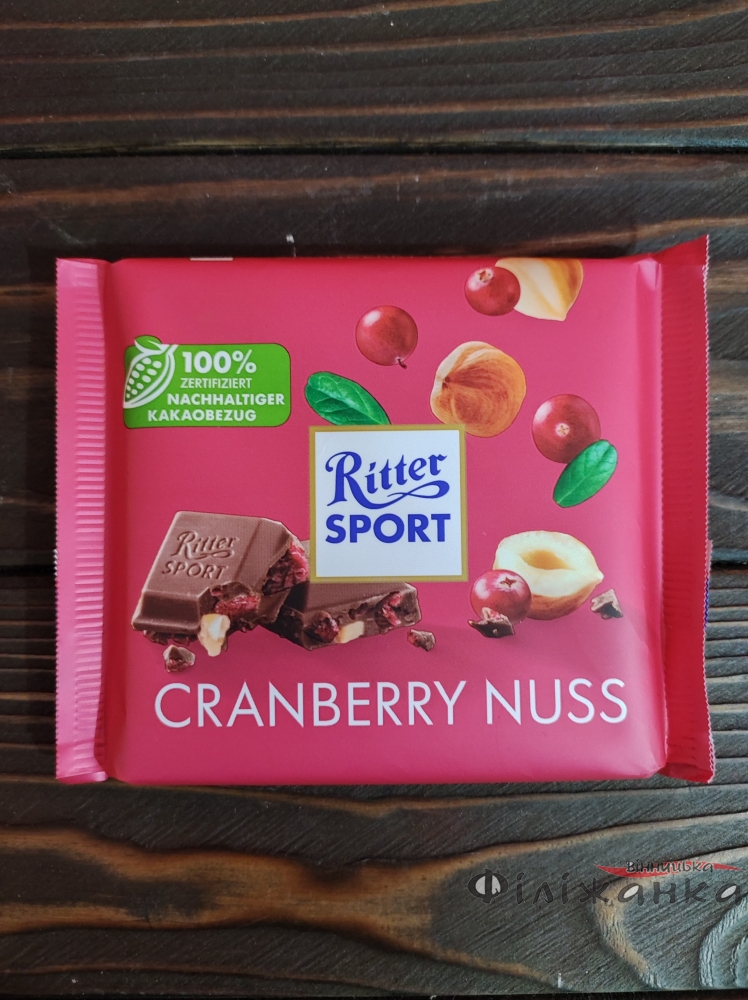 100%
ZERTIFIZIERT
NACHHALTIGER
KAKAOBEZUG
Ritter
SPORT
Ritter
SPORT
CRANBERRY NUSS
вінницька
Філіжанка